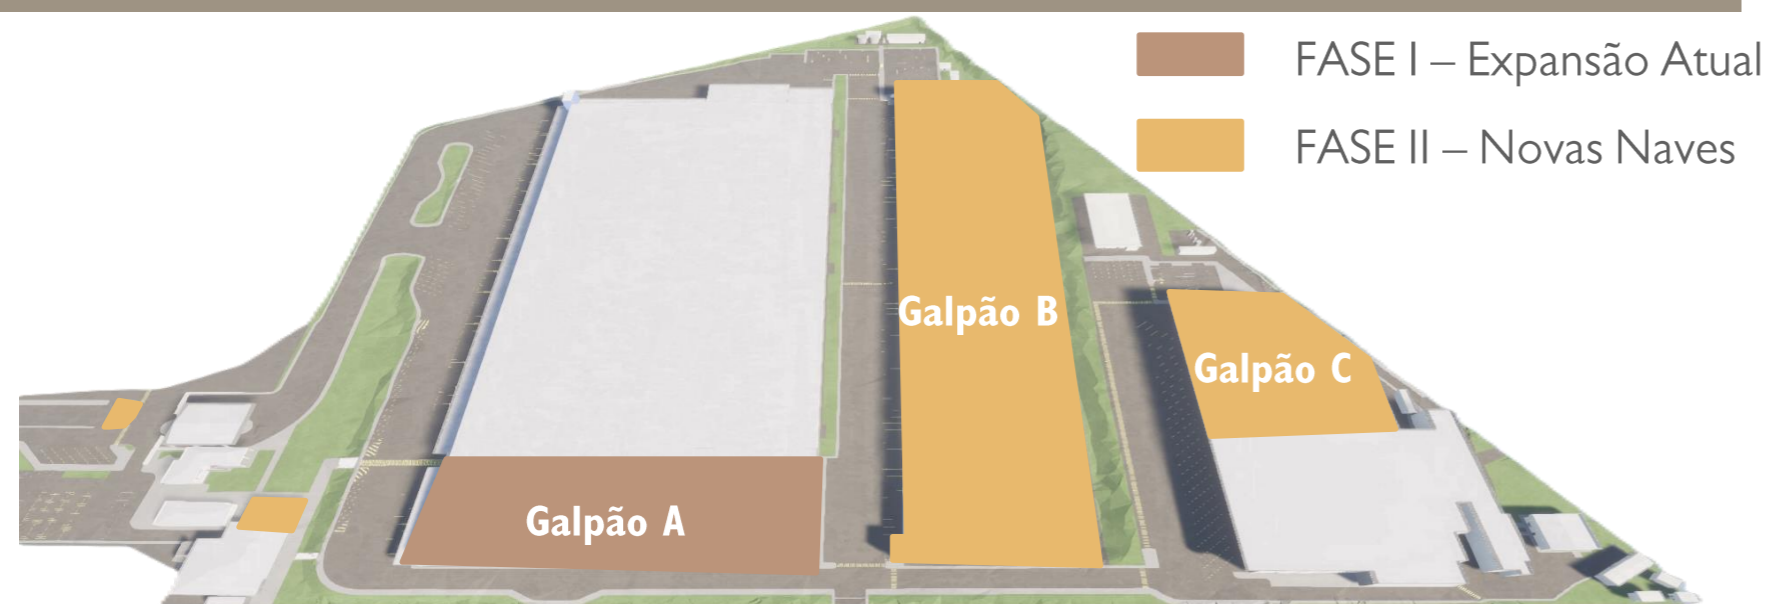 FASE I – Expansão Atual
FASE II – Novas Naves
Galpão B
Galpão C
Galpão A